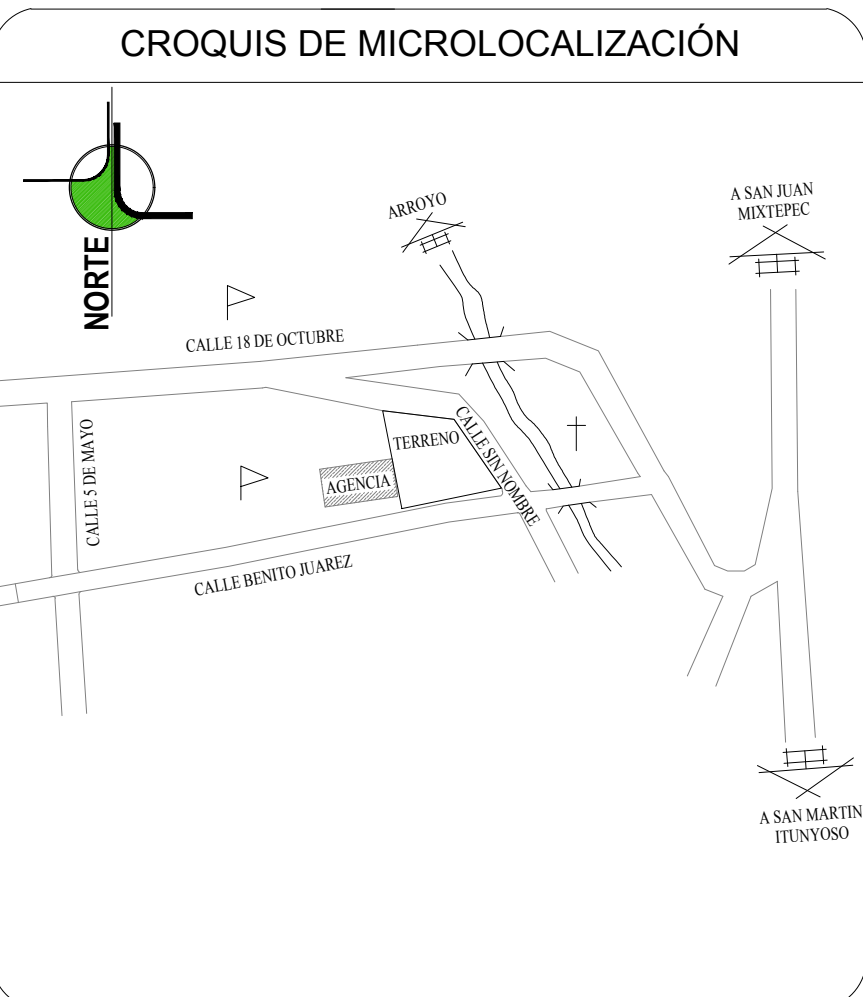 CROQUIS DE MICROLOCALIZACIÓN
NORTE
ARROYO
A SAN JUAN
MIXTEPEC
CALLE 18 DE OCTUBRE
CALLE 5 DE MAYO
TERRENO
CALLE SIN NOMBRE
AGENCIA
CALLE BENITO JUAREZ
A SAN MARTIN
ITUNYOSO